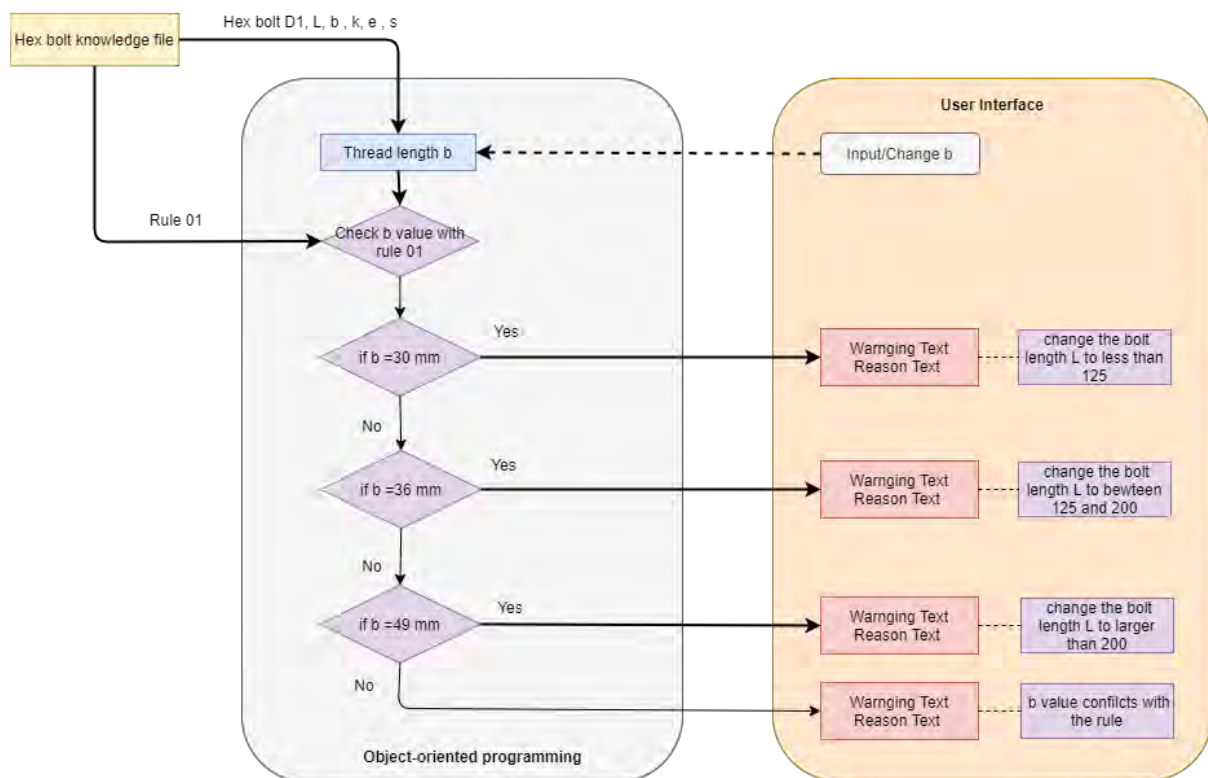 Hex bolt D1, L, b , k, e , s
Hex bolt knowledge file
User Interface
Thread length b
Input/Change b
Rule 01
Check b value with
rule 01
if b =30 mm
Yes
Warnging Text
Reason Text
change the bolt
length L to less than
125
No
if b =36 mm
Yes
Warnging Text
Reason Text
change the bolt
length L to bewteen
125 and 200
No
if b =49 mm
Yes
Warnging Text
Reason Text
change the bolt
length L to larger
than 200
No
Warnging Text
Reason Text
b value confilcts with
the rule
Object-oriented programming